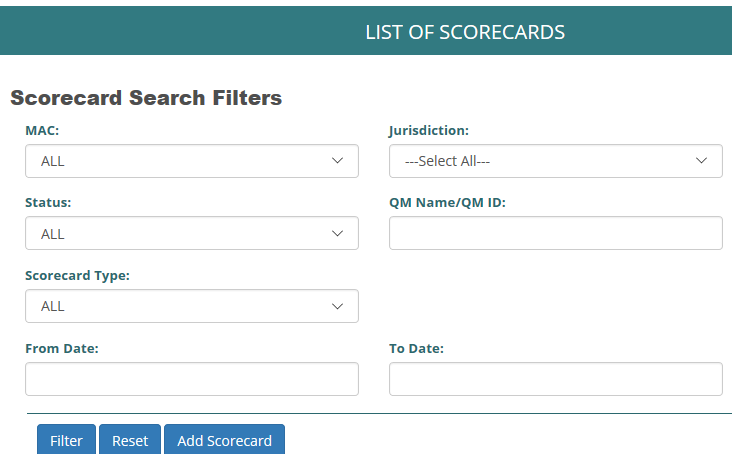 LIST OF SCORECARDS
Scorecard Search Filters
MAC: Jurisdiction:
ALL ---Select All---
Status: QM Name/QM ID:
ALL
Scorecard Type:
ALL
From Date: To Date:
Filter Reset Add Scorecard